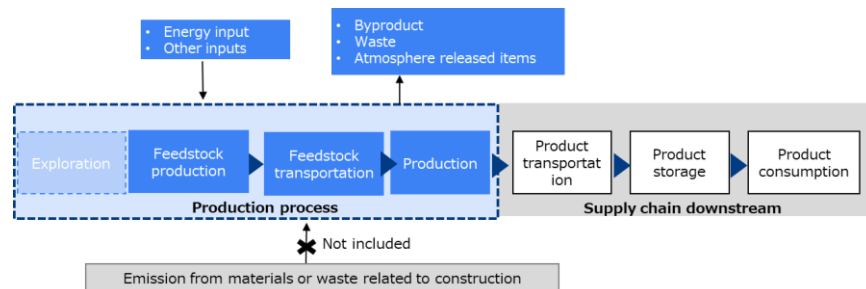 • Energy input
• Other inputs
• Byproduct
• Waste
• Atmosphere released items
Exploration
Feedstock
production
Feedstock
transportation
Production
Product
transportat
ion
Product
storage
Product
consumption
Production process
Supply chain downstream
Not included
Emission from materials or waste related to construction